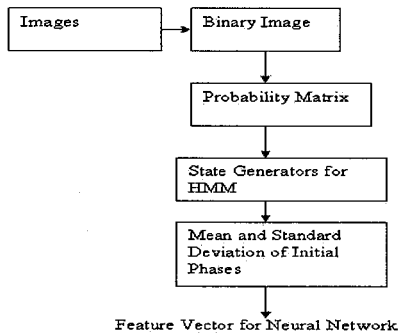 Images
Binary Image
Probability Matrix
State Generators for
HMM
Mean and Standard
Deviation of Initial
Phases
Feature Vector for Neural Network